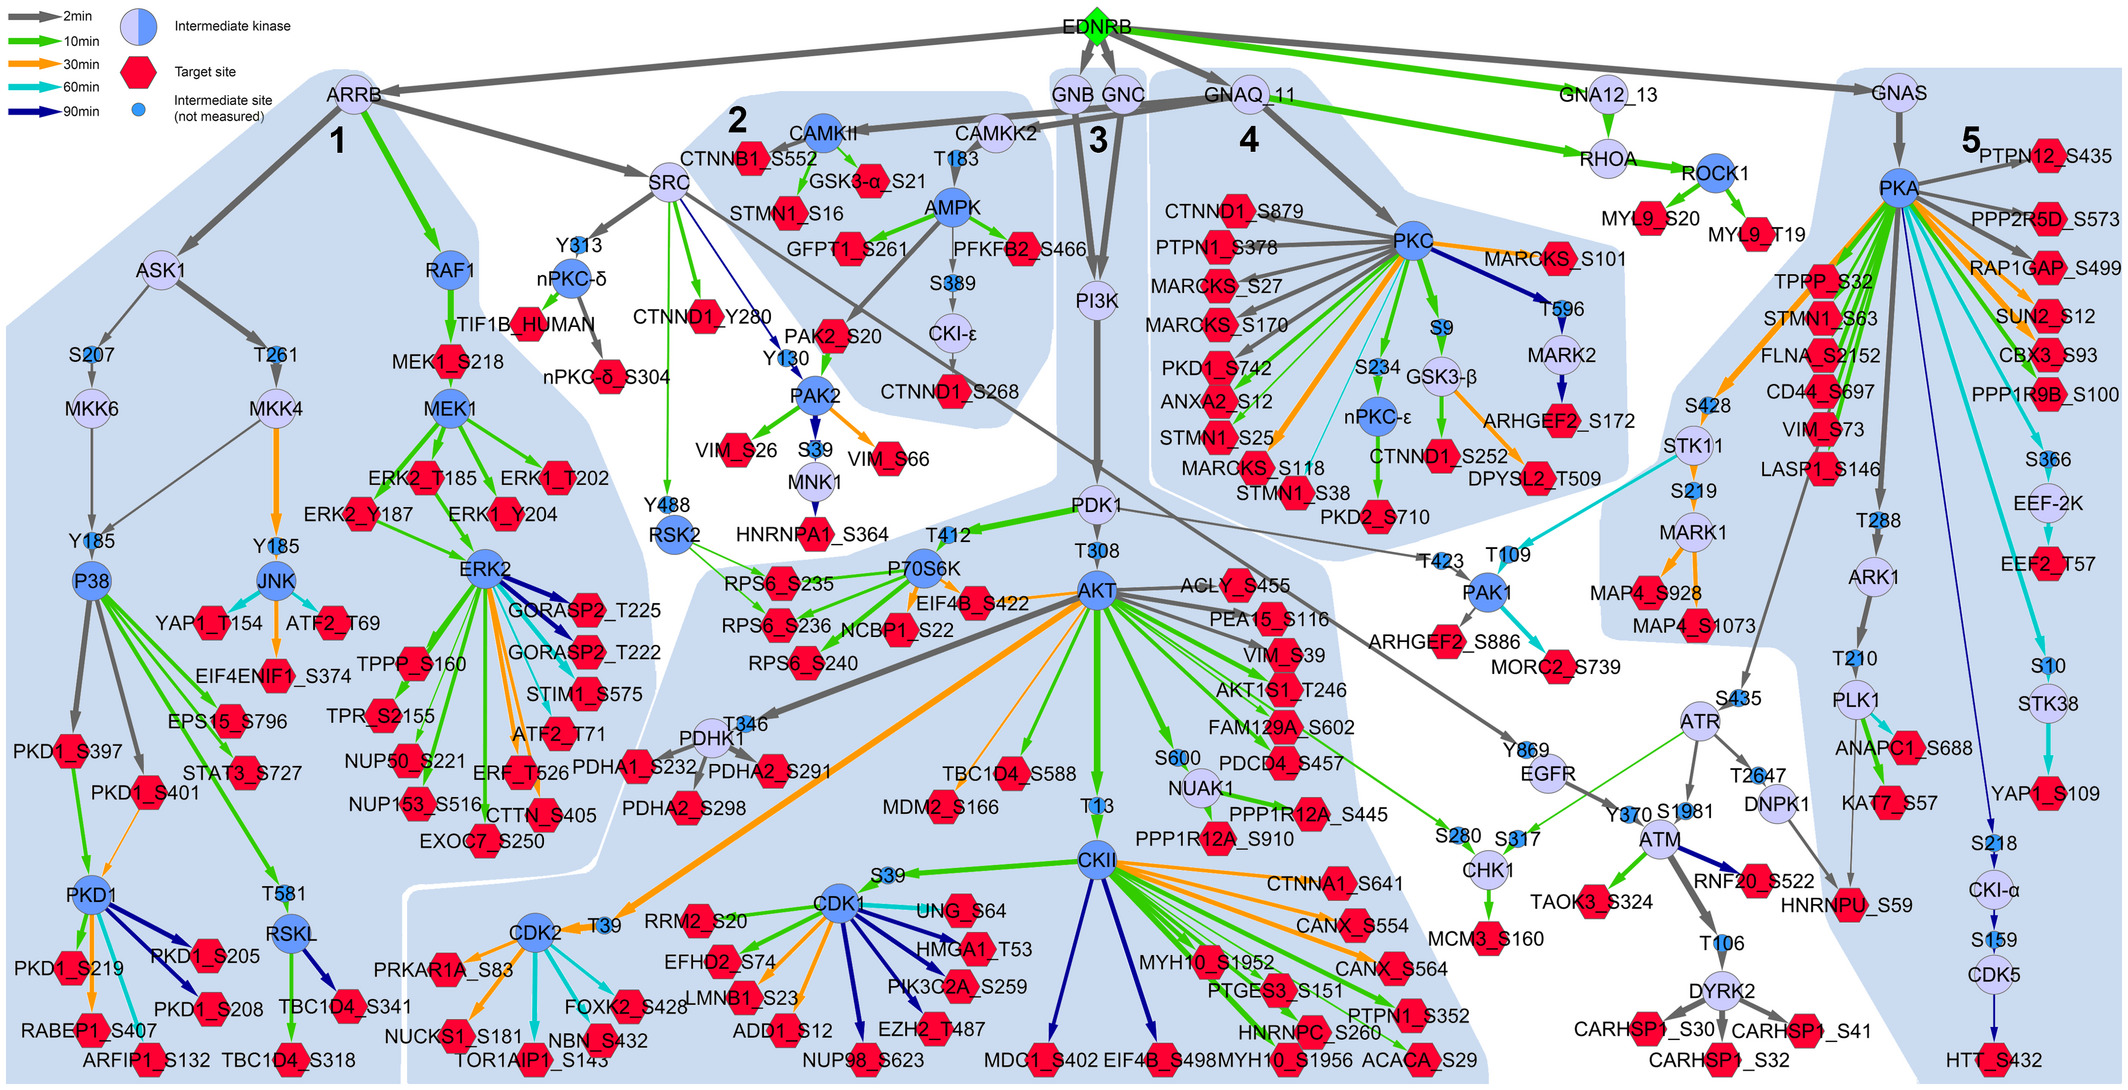 2min
10min
30min
60min
90min
Intermediate kinase
Target site
Intermediate site
(not measured)
EDNRB
ARRB
GNB
GNC
GNAQ_11
GNA12_13
GNAS
1
2
3
4
5
CAMKII
CAMKK2
CTNNB1_S552
T183
GSK3-α_S21
STMN1_S16
AMPK
GFPT1_S261
PFKFB2_S466
S389
PAK2_S20
CKI-ε
CTNND1_S268
SRC
Y313
nPKC-δ
TIF1B_HUMAN
nPKC-δ_S304
CTNND1_Y280
Y130
PAK2
VIM_S26
S39
VIM_S66
MNK1
HNRNPA1_S364
Y488
RSK2
ASK1
RAF1
S207
T261
MEK1_S218
MKK6
MKK4
MEK1
ERK2_T185
ERK1_T202
ERK2_Y187
ERK1_Y204
Y185
Y185
P38
JNK
ERK2
YAP1_T154
ATF2_T69
EIF4ENIF1_S374
GORASP2_T225
GORASP2_T222
TPPP_S160
STIM1_S575
TPR_S2155
ATF2_T71
NUP50_S221
ERF_T526
NUP153_S516
CTTN_S405
EXOC7_S250
EPS15_S796
PKD1_S397
STAT3_S727
PKD1_S401
PKD1
T581
RSKL
PKD1_S219
PKD1_S205
PKD1_S208
TBC1D4_S341
RABEP1_S407
ARFIP1_S132
TBC1D4_S318
PI3K
PDK1
T412
T308
P70S6K
AKT
RPS6_S235
EIF4B_S422
RPS6_S236
NCBP1_S22
RPS6_S240
ACLY_S455
PEA15_S116
VIM_S39
AKT1S1_T246
FAM129A_S602
PDCD4_S457
T346
PDHK1
PDHA1_S232
PDHA2_S291
PDHA2_S298
TBC1D4_S588
MDM2_S166
S600
NUAK1
PPP1R12A_S445
PPP1R12A_S910
T13
CKII
S39
CDK1
T39
CDK2
PRKAR1A_S83
NUCKS1_S181
TOR1AIP1_S143
NBN_S432
FOXK2_S428
RRM2_S20
UNG_S64
EFHD2_S74
HMGA1_T53
LMNB1_S23
PIK3C2A_S259
ADD1_S12
EZH2_T487
NUP98_S623
CTNNA1_S641
CANX_S554
CANX_S564
MYH10_S1952
PTGES3_S151
PTPN1_S352
HNRNPC_S260
MDC1_S402
EIF4B_S498
MYH10_S1956
ACACA_S29
PKC
CTNND1_S879
PTPN1_S378
MARCKS_S27
MARCKS_S170
PKD1_S742
ANXA2_S12
STMN1_S25
MARCKS_S118
STMN1_S38
MARCKS_S101
T596
S9
S234
MARK2
GSK3-β
nPKC-ε
ARHGEF2_S172
CTNND1_S252
DPYSL2_T509
PKD2_S710
RHOA
ROCK1
MYL9_S20
MYL9_T19
T423
T109
PAK1
ARHGEF2_S886
MORC2_S739
Y869
EGFR
S280
S317
CHK1
MCM3_S160
Y370
S1981
ATM
TAOK3_S324
RNF20_S522
T106
DYRK2
CARHSP1_S30
CARHSP1_S41
CARHSP1_S32
S435
ATR
T2647
DNPK1
HNRNPU_S59
PKA
PTPN12_S435
PPP2R5D_S573
RAP1GAP_S499
SUN2_S12
CBX3_S93
PPP1R9B_S100
TPPP_S32
STMN1_S63
FLNA_S2152
CD44_S697
VIM_S73
LASP1_S146
S428
STK11
S219
MARK1
MAP4_S928
MAP4_S1073
T288
ARK1
T210
PLK1
ANAPC1_S688
KAT7_S57
S366
EEF-2K
EEF2_T57
S10
STK38
YAP1_S109
S218
CKI-α
S159
CDK5
HTT_S432